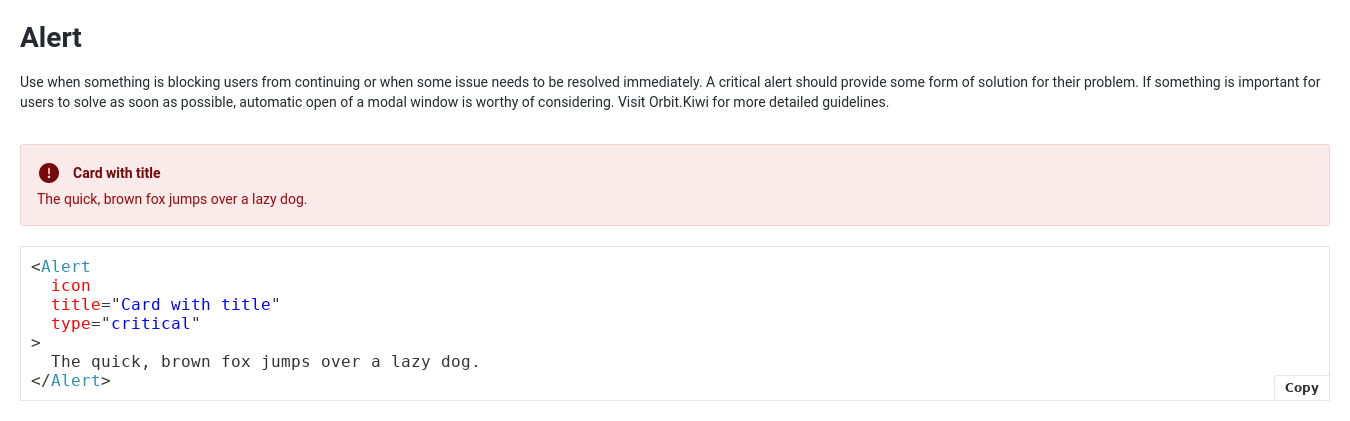 Alert
Use when something is blocking users from continuing or when some issue needs to be resolved immediately. A critical alert should provide some form of solution for their problem. If something is important for
users to solve as soon as possible, automatic open of a modal window is worthy of considering. Visit Orbit.Kiwi for more detailed guidelines.
Card with title
The quick, brown fox jumps over a lazy dog.
<Alert
  icon
  title="Card with title"
  type="critical"
>
  The quick, brown fox jumps over a lazy dog.
</Alert>
Copy